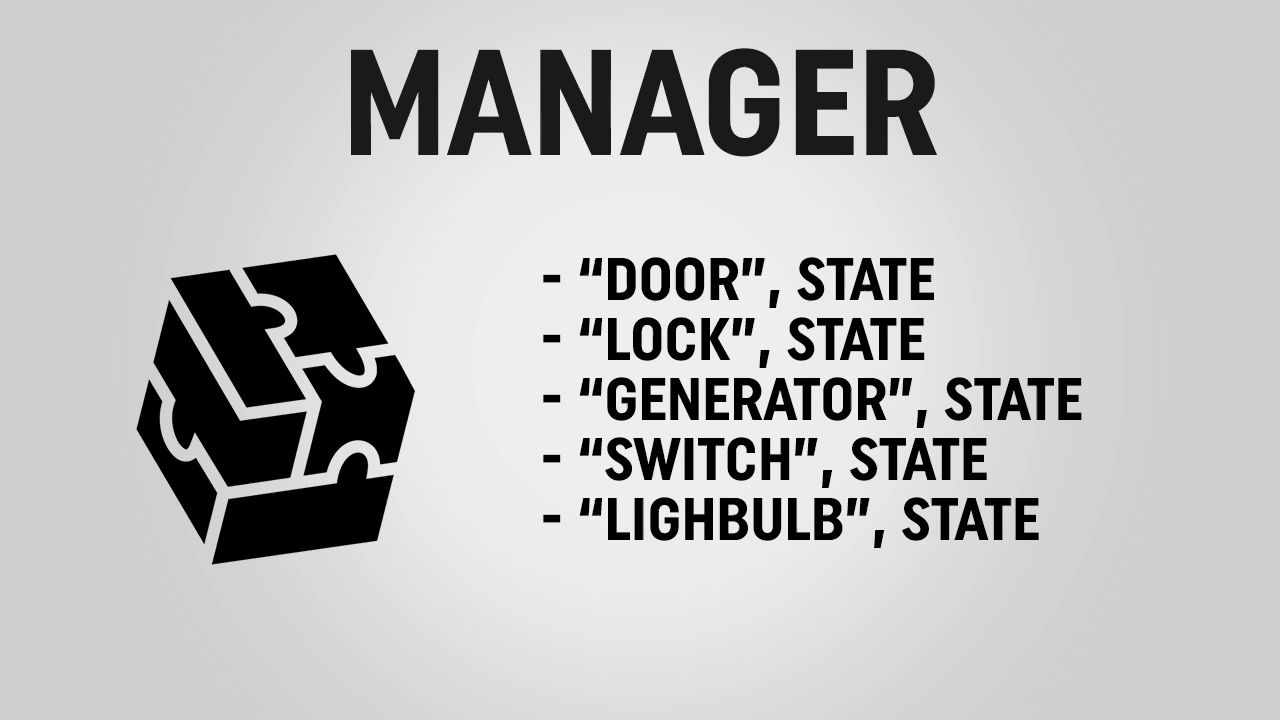 MANAGER
- “DOOR”, STATE
- “LOCK”, STATE
- “GENERATOR”, STATE
- “SWITCH”, STATE
- “LIGHBULB”, STATE